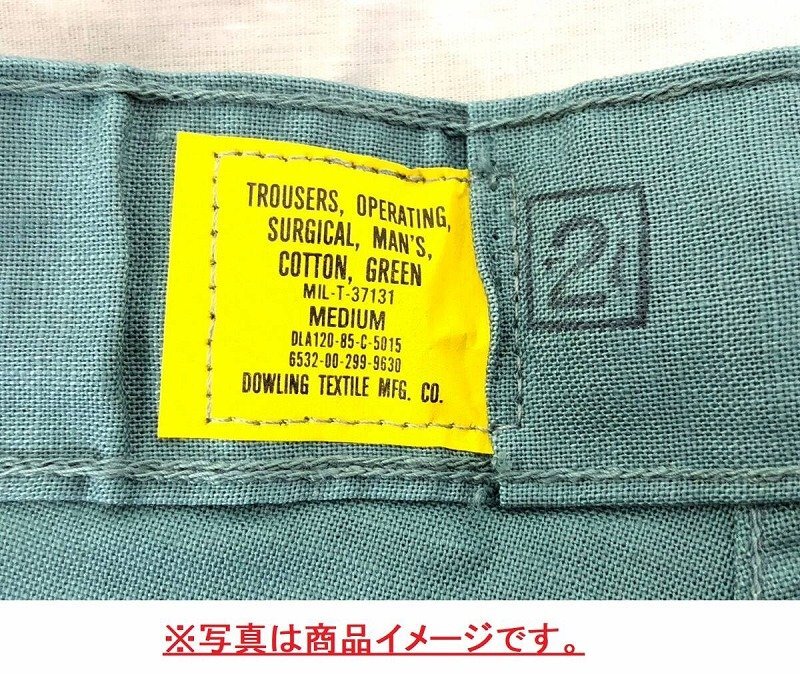 TROUSERS, OPERATING,
SURGICAL, MAN'S,
COTTON, GREEN
MIL-T-37131
MEDIUM
DLA120-85-C-5015
6532-00-299-9630
DOWLING TEXTILE MFG. CO.
2
※写真は商品イメージです。